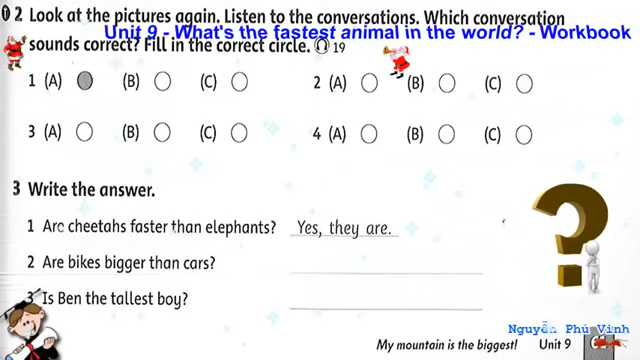 2 Look at the pictures again. Listen to the conversations. Which conversation
Unit 9 - What's the fastest animal in the world? - Workbook
sounds correct? Fill in the correct circle. 19
1 (A) (B) (C) 2 (A) (B) (C)
3 (A) (B) (C) 4 (A) (B) (C)
3 Write the answer.
1 Are cheetahs faster than elephants? Yes, they are.
2 Are bikes bigger than cars?
3 Is Ben the tallest boy?
Nguyễn Phú Vinh
My mountain is the biggest! Unit 9